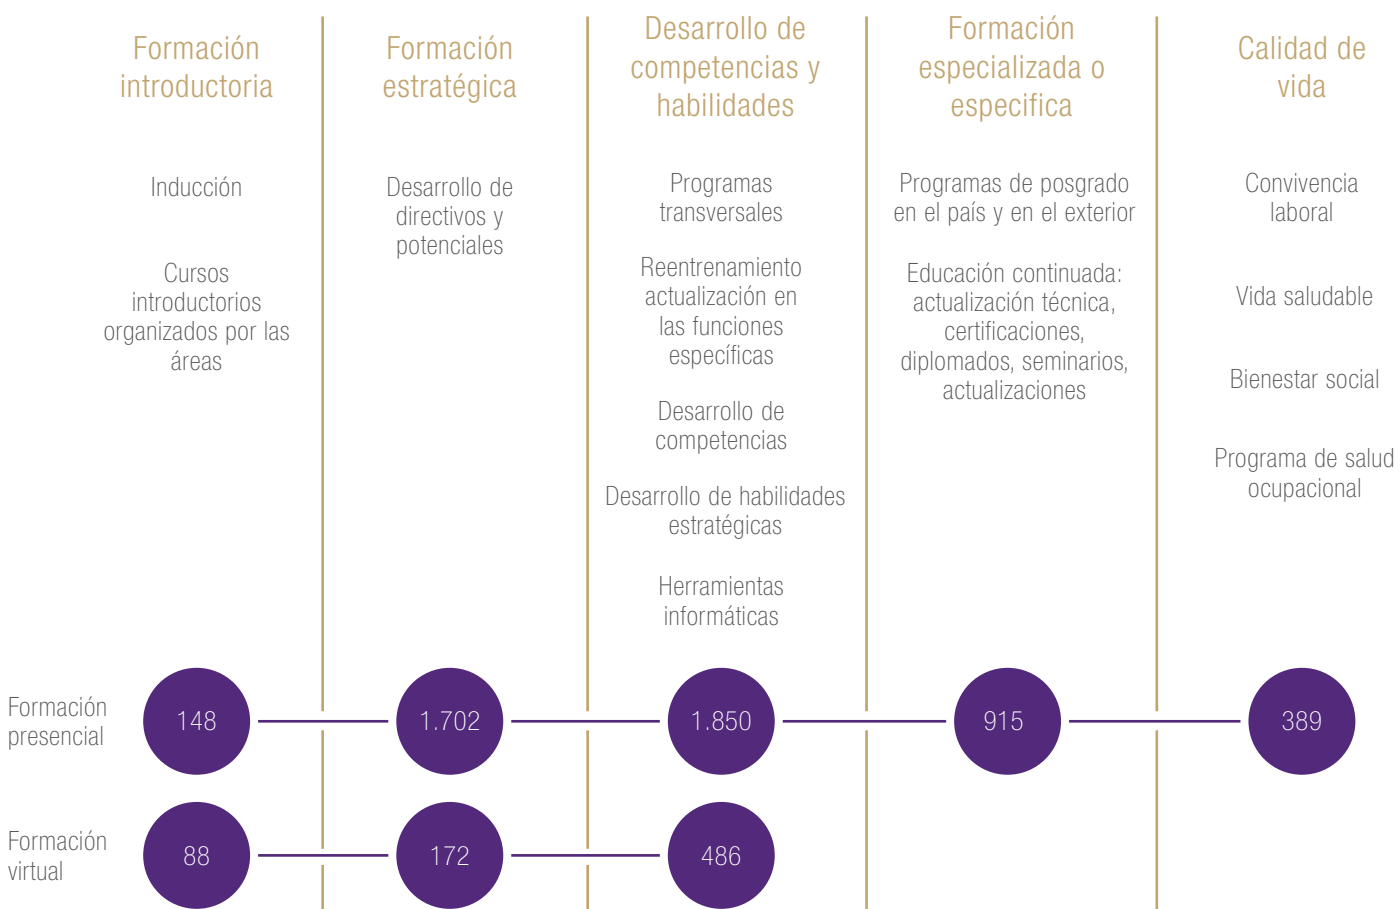 Formación
introductoria
Inducción
Cursos
introductorios
organizados por las
áreas
Formación
estratégica
Desarrollo de
directivos y
potenciales
Desarrollo de
competencias y
habilidades
Programas
transversales
Reentrenamiento
actualización en
las funciones
específicas
Desarrollo de
competencias
Desarrollo de habilidades
estratégicas
Herramientas
informáticas
Formación
especializada o
especifica
Programas de posgrado
en el país y en el exterior
Educación continuada:
actualización técnica,
certificaciones,
diplomados, seminarios,
actualizaciones
Calidad de
vida
Convivencia
laboral
Vida saludable
Bienestar social
Programa de salud
ocupacional
Formación
presencial
148
1.702
1.850
915
389
Formación
virtual
88
172
486